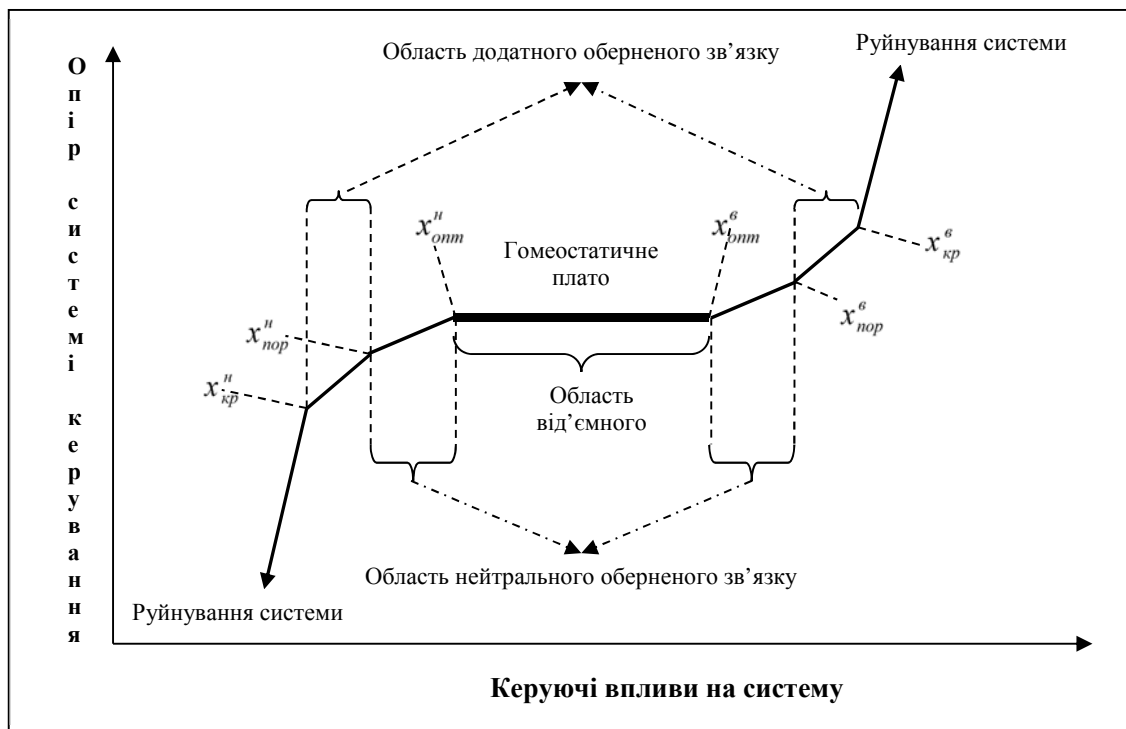 Руйнування системи
Область додатного оберненого зв’язку
Опір системі керування
x^н_опт
x^в_опт
Гомеостатичне
плато
x^в_кр
x^в_пор
x^н_пор
x^н_кр
Область
від’ємного
Область нейтрального оберненого зв’язку
Руйнування системи
Керуючі впливи на систему